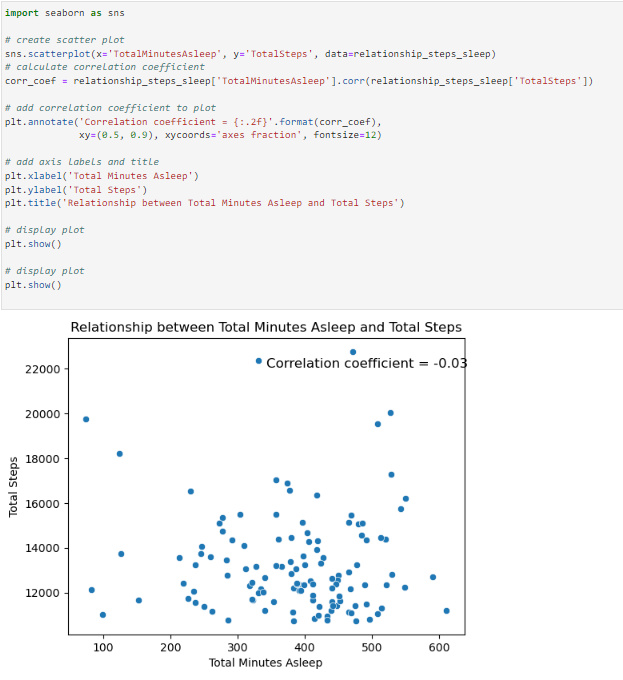 import seaborn as sns
# create scatter plot
sns.scatterplot(x='TotalMinutesAsleep', y='TotalSteps', data=relationship_steps_sleep)
# calculate correlation coefficient
corr_coef = relationship_steps_sleep['TotalMinutesAsleep'].corr(relationship_steps_sleep['TotalSteps'])
# add correlation coefficient to plot
plt.annotate('Correlation coefficient = {:.2f}'.format(corr_coef),
xy=(0.5, 0.9), xycoords='axes fraction', fontsize=12)
# add axis labels and title
plt.xlabel('Total Minutes Asleep')
plt.ylabel('Total Steps')
plt.title('Relationship between Total Minutes Asleep and Total Steps')
# display plot
plt.show()
# display plot
plt.show()
Relationship between Total Minutes Asleep and Total Steps
Correlation coefficient = -0.03
22000
20000
18000
16000
14000
12000
Total Steps
100 200 300 400 500 600
Total Minutes Asleep